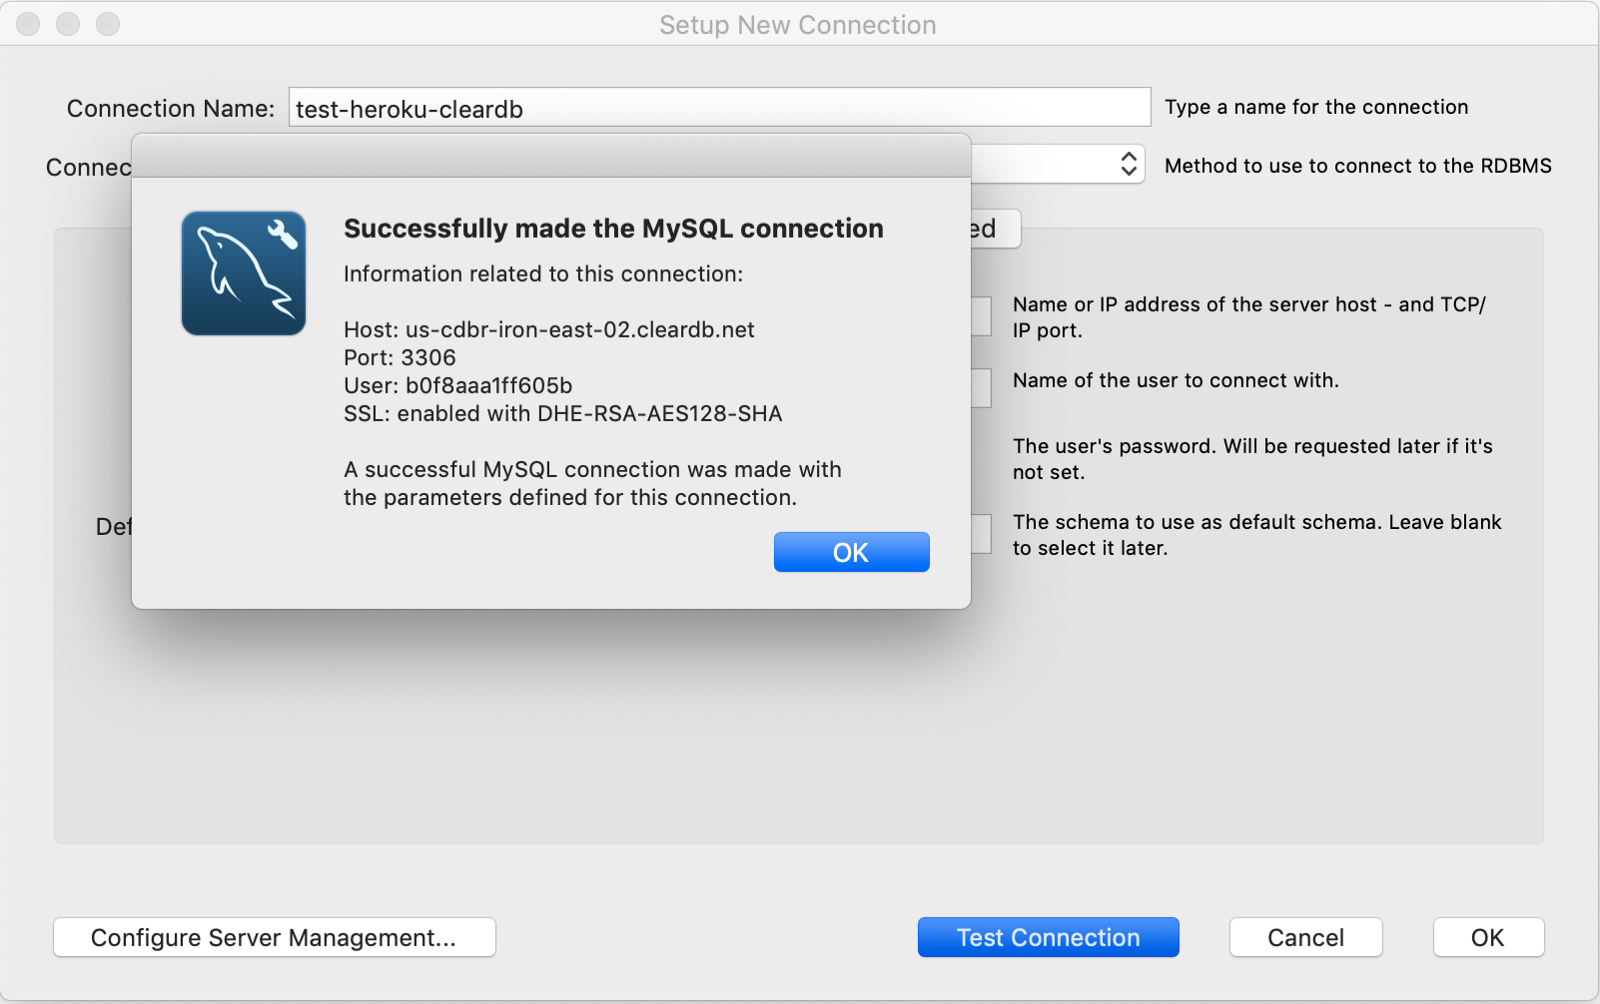 Setup New Connection
Connection Name: test-heroku-cleardb Type a name for the connection
Connec Method to use to connect to the RDBMS
ed
Successfully made the MySQL connection
Information related to this connection:
Host: us-cdbr-iron-east-02.cleardb.net
Port: 3306
User: b0f8aaa1ff605b
SSL: enabled with DHE-RSA-AES128-SHA
A successful MySQL connection was made with
the parameters defined for this connection.
OK
Name or IP address of the server host - and TCP/
IP port.
Name of the user to connect with.
The user's password. Will be requested later if it's
not set.
Def
The schema to use as default schema. Leave blank
to select it later.
Configure Server Management... Test Connection Cancel OK